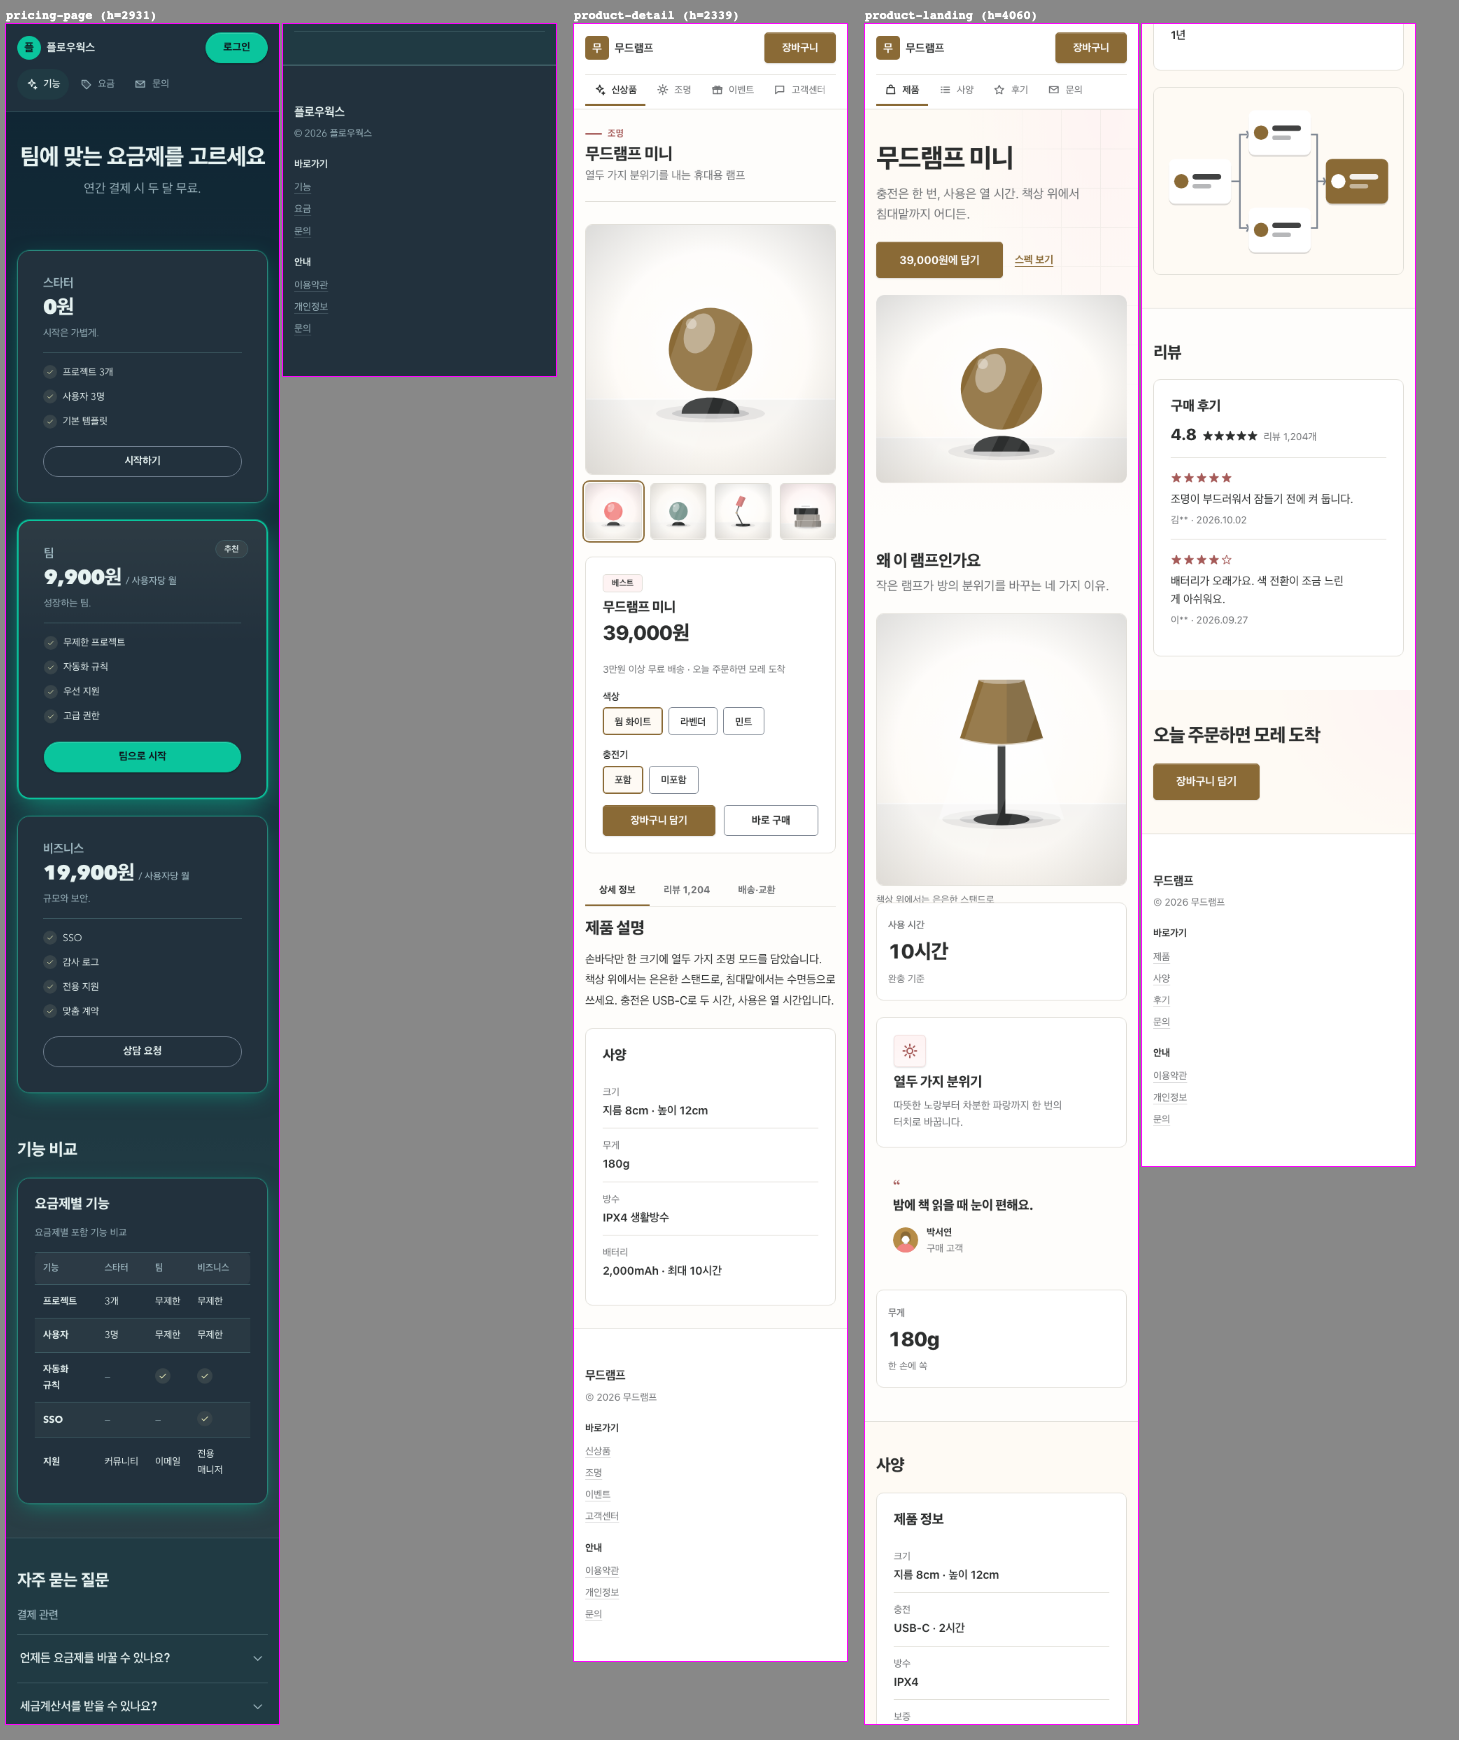 pricing-page (h=2931)
플 플로우웍스
로그인
기능 요금 문의
팀에 맞는 요금제를 고르세요
연간 결제 시 두 달 무료.
스타터
0원
시작은 가볍게.
프로젝트 3개
사용자 3명
기본 템플릿
시작하기
팀
추천
9,900원 / 사용자당 월
성장하는 팀.
무제한 프로젝트
자동화 규칙
우선 지원
고급 권한
팀으로 시작
비즈니스
19,900원 / 사용자당 월
규모와 보안.
SSO
감사 로그
전용 지원
맞춤 계약
상담 요청
기능 비교
요금제별 기능
요금제별 포함 기능 비교
기능 스타터 팀 비즈니스
프로젝트 3개 무제한 무제한
사용자 3명 무제한 무제한
자동화
규칙 –
SSO – –
지원 커뮤니티 이메일 전용
매니저
자주 묻는 질문
결제 관련
언제든 요금제를 바꿀 수 있나요?
세금계산서를 받을 수 있나요?
플로우웍스
© 2026 플로우웍스
바로가기
기능
요금
문의
안내
이용약관
개인정보
문의
product-detail (h=2339)
무 무드램프
장바구니
신상품 조명 이벤트 고객센터
조명
무드램프 미니
열두 가지 분위기를 내는 휴대용 램프
베스트
무드램프 미니
39,000원
3만원 이상 무료 배송 · 오늘 주문하면 모레 도착
색상
웜 화이트 라벤더 민트
충전기
포함 미포함
장바구니 담기 바로 구매
상세 정보 리뷰 1,204 배송·교환
제품 설명
손바닥만 한 크기에 열두 가지 조명 모드를 담았습니다.
책상 위에서는 은은한 스탠드로, 침대맡에서는 수면등으로
쓰세요. 충전은 USB-C로 두 시간, 사용은 열 시간입니다.
사양
크기
지름 8cm · 높이 12cm
무게
180g
방수
IPX4 생활방수
배터리
2,000mAh · 최대 10시간
무드램프
© 2026 무드램프
바로가기
신상품
조명
이벤트
고객센터
안내
이용약관
개인정보
문의
product-landing (h=4060)
무 무드램프
장바구니
제품 사양 후기 문의
무드램프 미니
충전은 한 번, 사용은 열 시간. 책상 위에서
침대맡까지 어디든.
39,000원에 담기 스펙 보기
왜 이 램프인가요
작은 램프가 방의 분위기를 바꾸는 네 가지 이유.
책상 위에서는 은은한 스탠드로
사용 시간
10시간
완충 기준
열두 가지 분위기
따뜻한 노랑부터 차분한 파랑까지 한 번의
터치로 바꿉니다.
“
밤에 책 읽을 때 눈이 편해요.
박서연
구매 고객
무게
180g
한 손에 쏙
사양
제품 정보
크기
지름 8cm · 높이 12cm
충전
USB-C · 2시간
방수
IPX4
보증
1년
리뷰
구매 후기
4.8 ★★★★★ 리뷰 1,204개
★★★★★
조명이 부드러워서 잠들기 전에 켜 둡니다.
김** · 2026.10.02
★★★★☆
배터리가 오래가요. 색 전환이 조금 느린
게 아쉬워요.
이** · 2026.09.27
오늘 주문하면 모레 도착
장바구니 담기
무드램프
© 2026 무드램프
바로가기
제품
사양
후기
문의
안내
이용약관
개인정보
문의